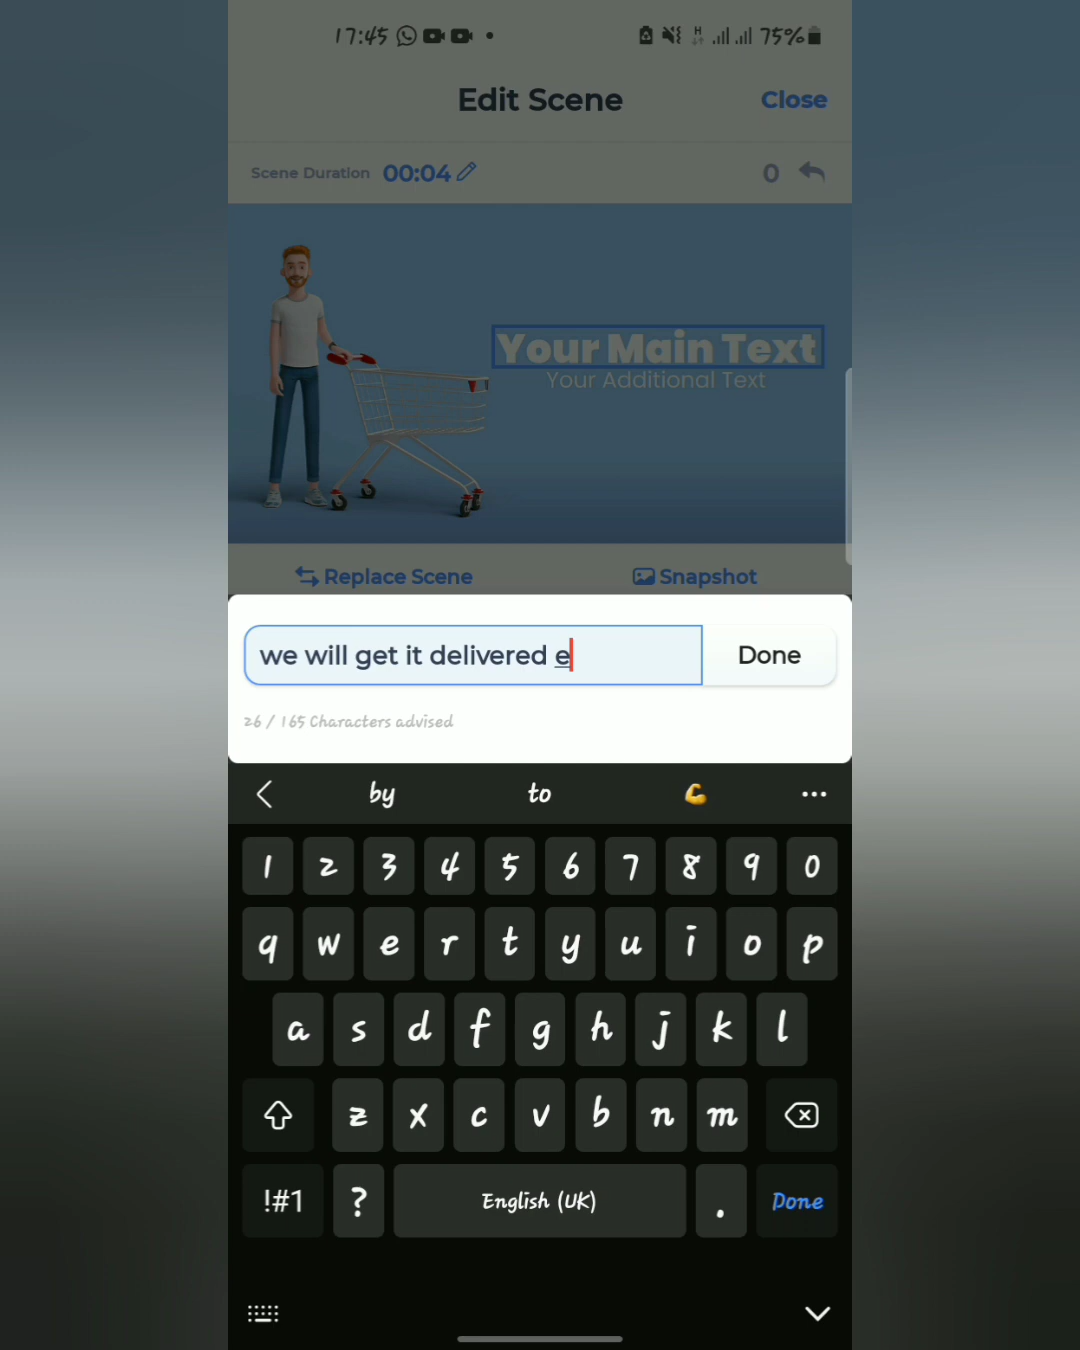 17:45 75%
Edit Scene Close
Scene Duration 00:04 0
Your Main Text
Your Additional Text
Replace Scene Snapshot
we will get it delivered e Done
26 / 165 Characters advised
by to 💪 ...
1 2 3 4 5 6 7 8 9 0
q w e r t y u i o p
a s d f g h j k l
z x c v b n m
!#1 ? English (UK) . Done